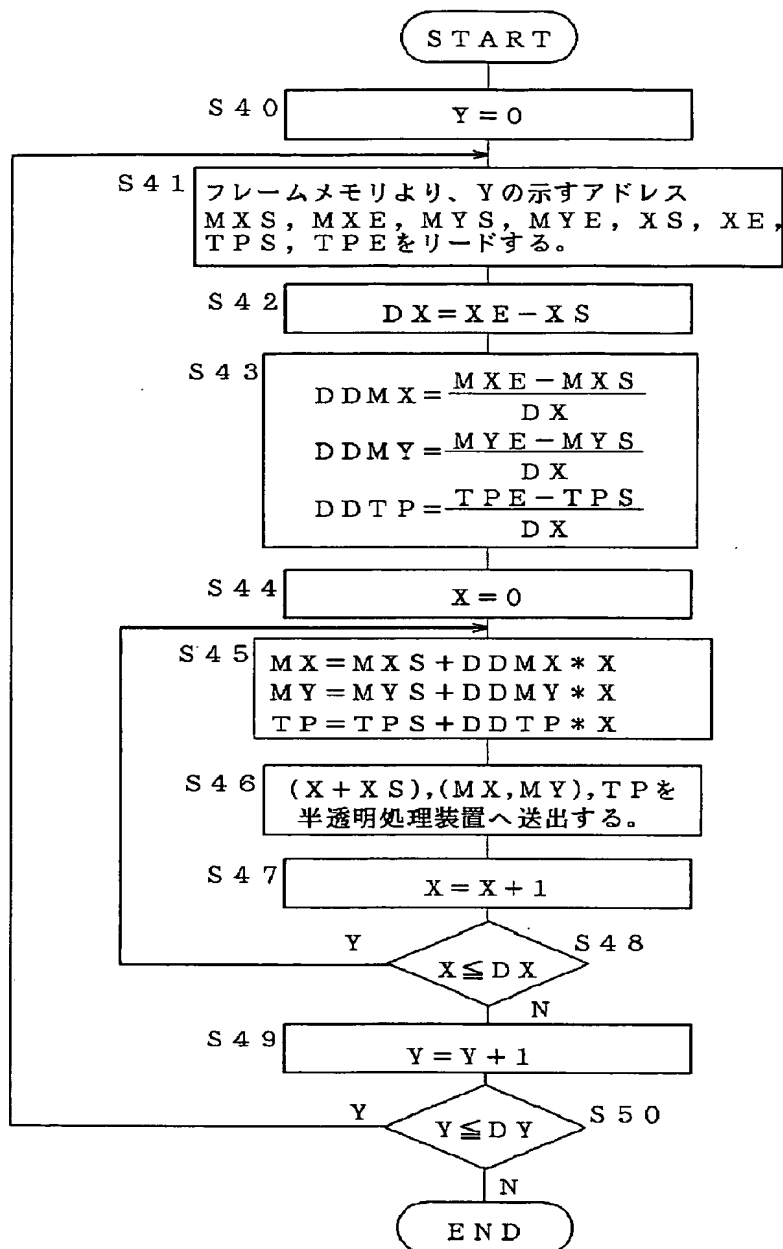 START
S40
Y=0
S41
フレームメモリより、Yの示すアドレス
MXS, MXE, MYS, MYE, XS, XE,
TPS, TPEをリードする。
S42
DX=XE-XS
S43
DDMX=
MXE-MXS
DX
DDMY=
MYE-MYS
DX
DDTP=
TPE-TPS
DX
S44
X=0
S45
MX=MXS+DDMX*X
MY=MYS+DDMY*X
TP=TPS+DDTP*X
S46
(X+XS),(MX,MY),TPを
半透明処理装置へ送出する。
S47
X=X+1
Y
S48
X≦DX
N
S49
Y=Y+1
Y
S50
Y≦DY
N
END